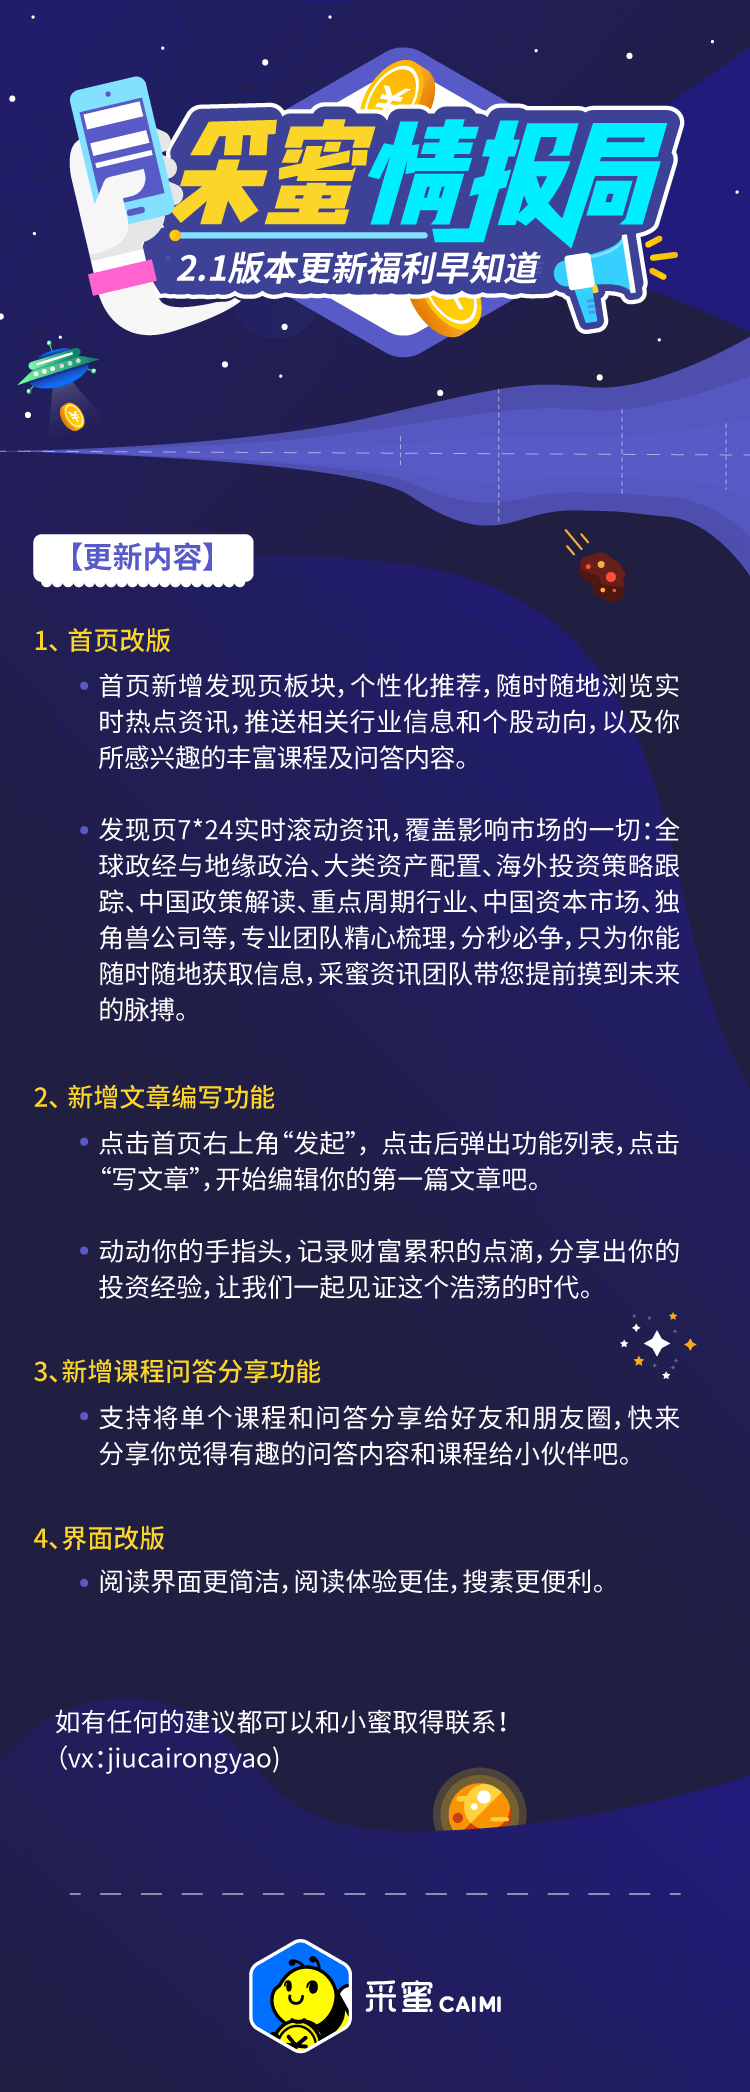 采蜜情报局
2.1版本更新福利早知道
【更新内容】
1、首页改版
首页新增发现页板块,个性化推荐,随时随地浏览实
时热点资讯,推送相关行业信息和个股动向,以及你
所感兴趣的丰富课程及问答内容。
发现页7*24实时滚动资讯,覆盖影响市场的一切:全
球政经与地缘政治、大类资产配置、海外投资策略跟
踪、中国政策解读、重点周期行业、中国资本市场、独
角兽公司等,专业团队精心梳理,分秒必争,只为你能
随时随地获取信息,采蜜资讯团队带您提前摸到未来
的脉搏。
2、新增文章编写功能
点击首页右上角“发起”，点击后弹出功能列表,点击
“写文章”,开始编辑你的第一篇文章吧。
动动你的手指头,记录财富累积的点滴,分享出你的
投资经验,让我们一起见证这个浩荡的时代。
3、新增课程问答分享功能
支持将单个课程和问答分享给好友和朋友圈,快来
分享你觉得有趣的问答内容和课程给小伙伴吧。
4、界面改版
阅读界面更简洁,阅读体验更佳,搜素更便利。
如有任何的建议都可以和小蜜取得联系!
(vx:jiucairongyao)
采蜜 CAIMI